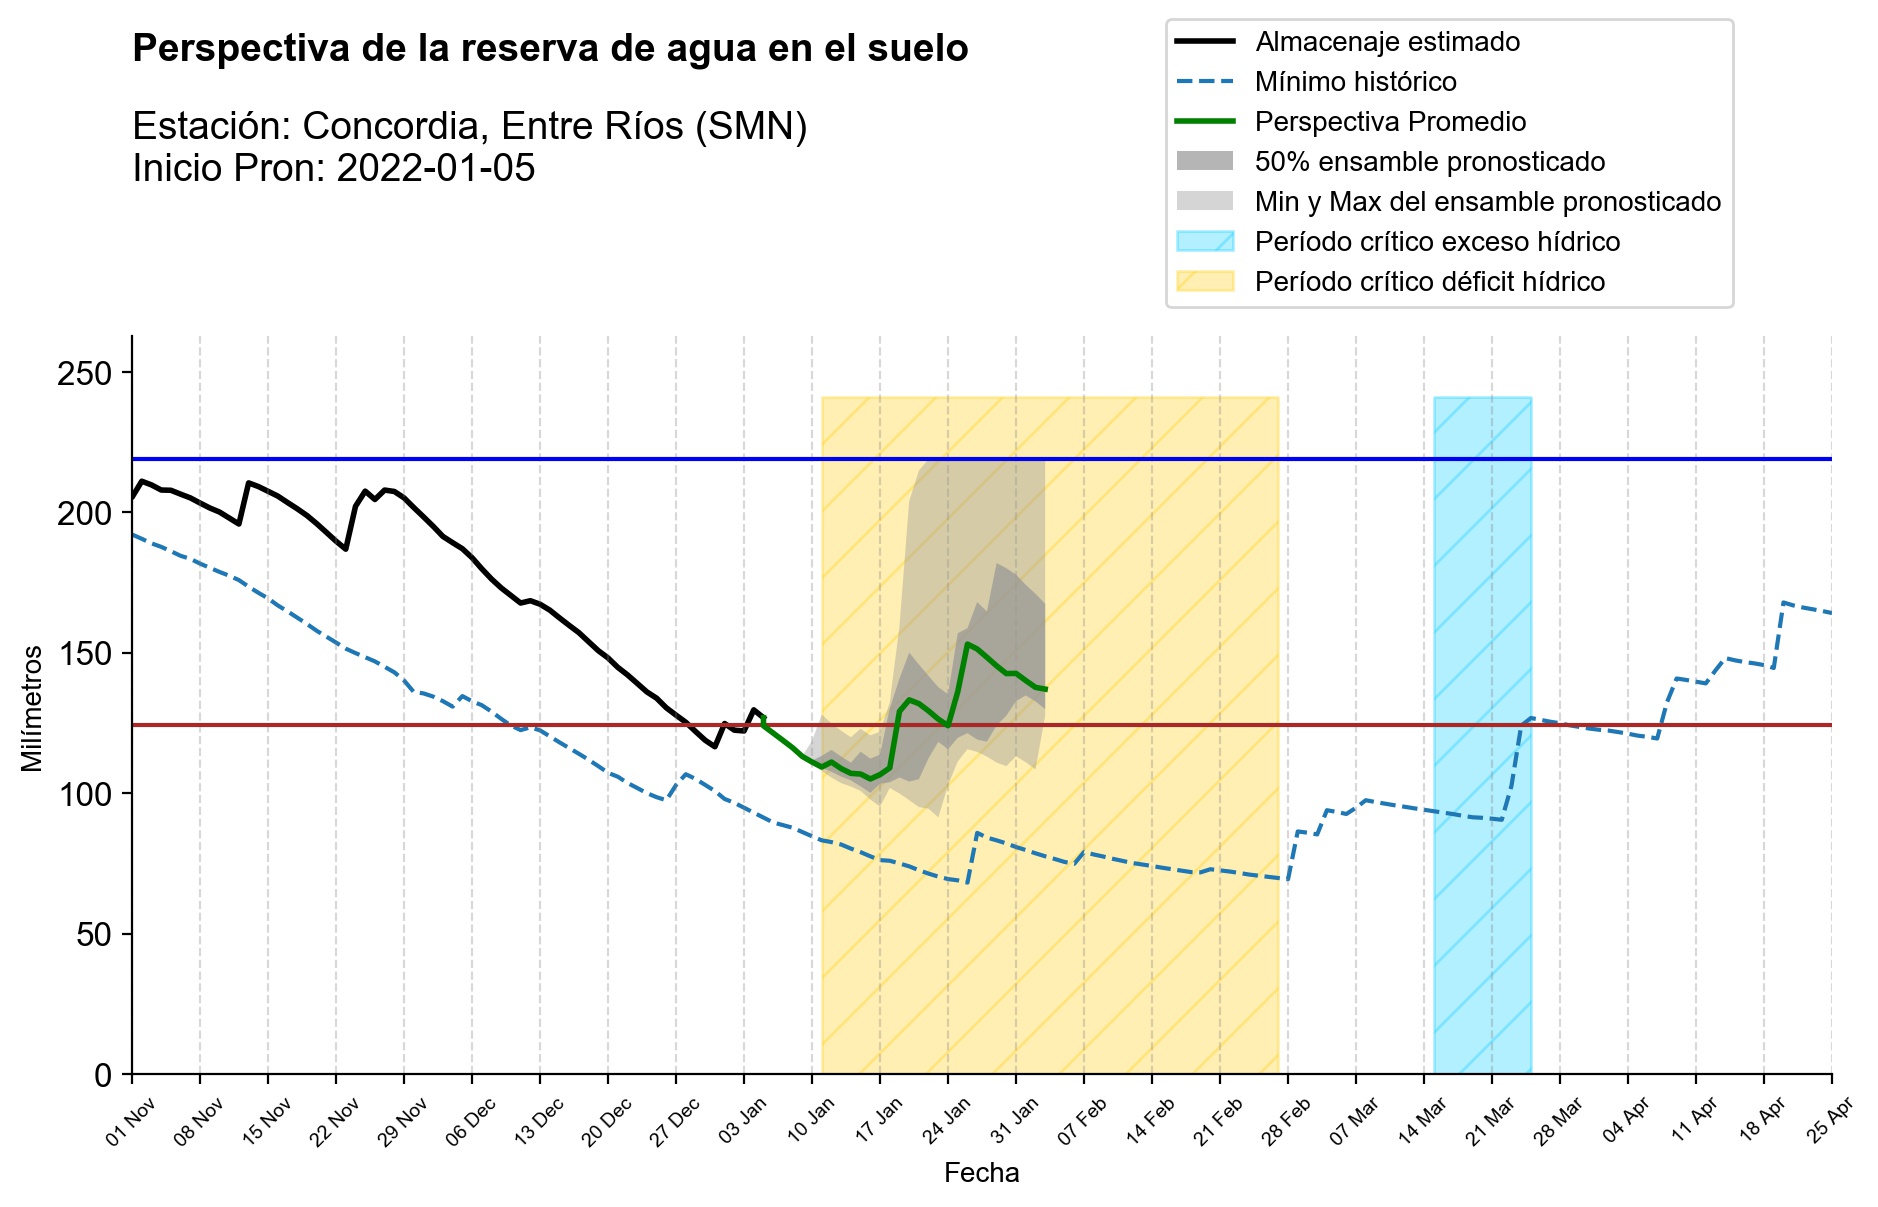 Perspectiva de la reserva de agua en el suelo
Estación: Concordia, Entre Ríos (SMN)
Inicio Pron: 2022-01-05
Almacenaje estimado
Mínimo histórico
Perspectiva Promedio
50% ensamble pronosticado
Min y Max del ensamble pronosticado
Período crítico exceso hídrico
Período crítico déficit hídrico
Milímetros
250
200
150
100
50
0
01 Nov
08 Nov
15 Nov
22 Nov
29 Nov
06 Dec
13 Dec
20 Dec
27 Dec
03 Jan
10 Jan
17 Jan
24 Jan
31 Jan
07 Feb
14 Feb
21 Feb
28 Feb
07 Mar
14 Mar
21 Mar
28 Mar
04 Apr
11 Apr
18 Apr
25 Apr
Fecha